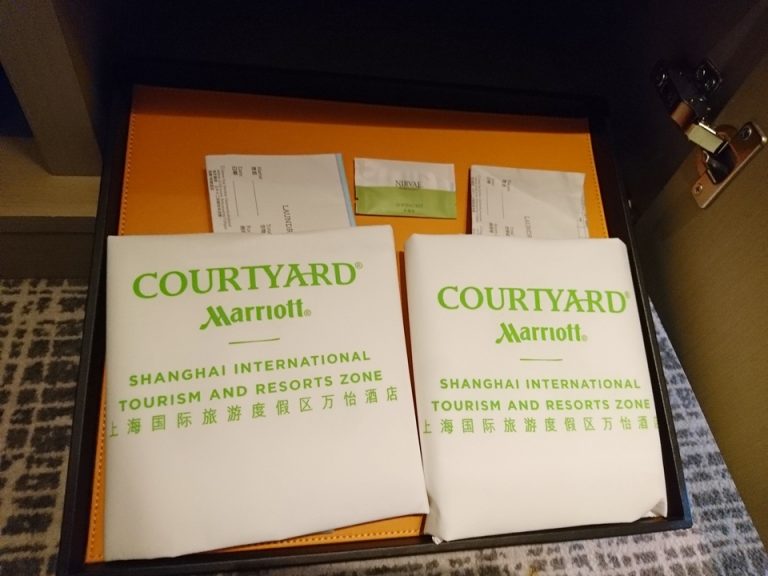 NIRVAE
COURTYARD®
Marriott®
SHANGHAI INTERNATIONAL
TOURISM AND RESORTS ZONE
上海国际旅游度假区万怡酒店
COURTYARD®
Marriott®
SHANGHAI INTERNATIONAL
TOURISM AND RESORTS ZONE
上海国际旅游度假区万怡酒店